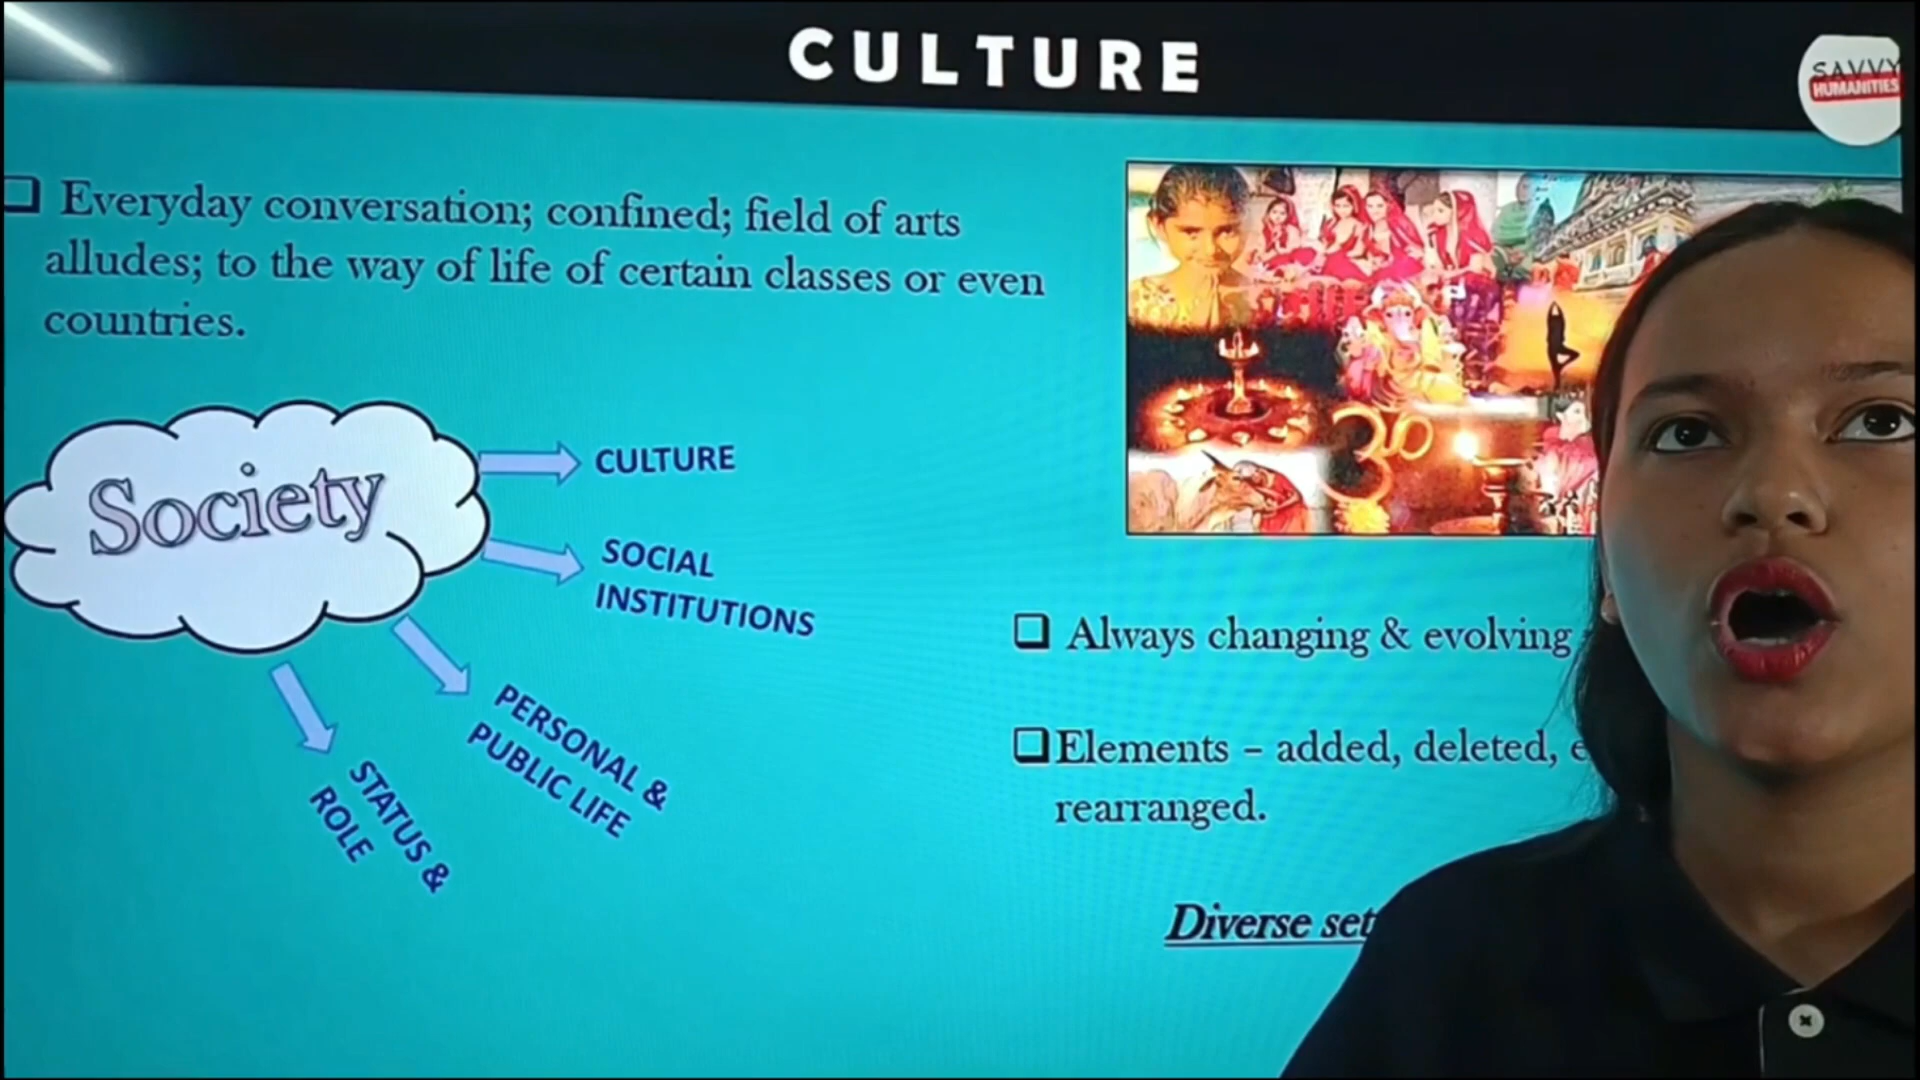 CULTURE
SAVVY
HUMANITIES
Everyday conversation; confined; field of arts
alludes; to the way of life of certain classes or even
countries.
Society
CULTURE
SOCIAL
INSTITUTIONS
PERSONAL &
PUBLIC LIFE
STATUS &
ROLE
Always changing & evolving
Elements – added, deleted,
rearranged.
Diverse set